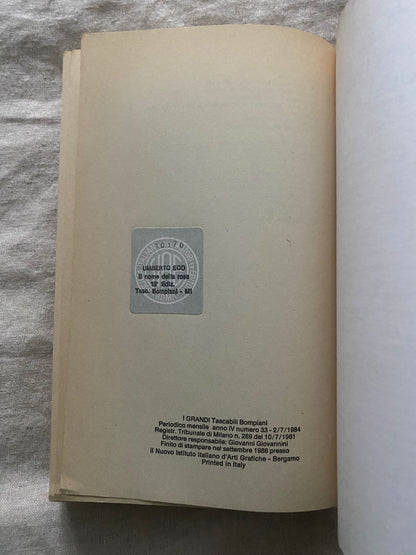 UMBERTO ECO
Il nome della rosa
Tasc. Bompiani - MI
ROMA
I GRANDI Tascabili Bompiani
Periodico mensile anno IV numero 33 - 2/7/1984
Registr. Tribunale di Milano n. 269 del 10/7/1981
Direttore responsabile: Giovanni Giovannini
Finito di stampare nel settembre 1986 presso
Il Nuovo Istituto Italiano d'Arti Grafiche - Bergamo
Printed in Italy